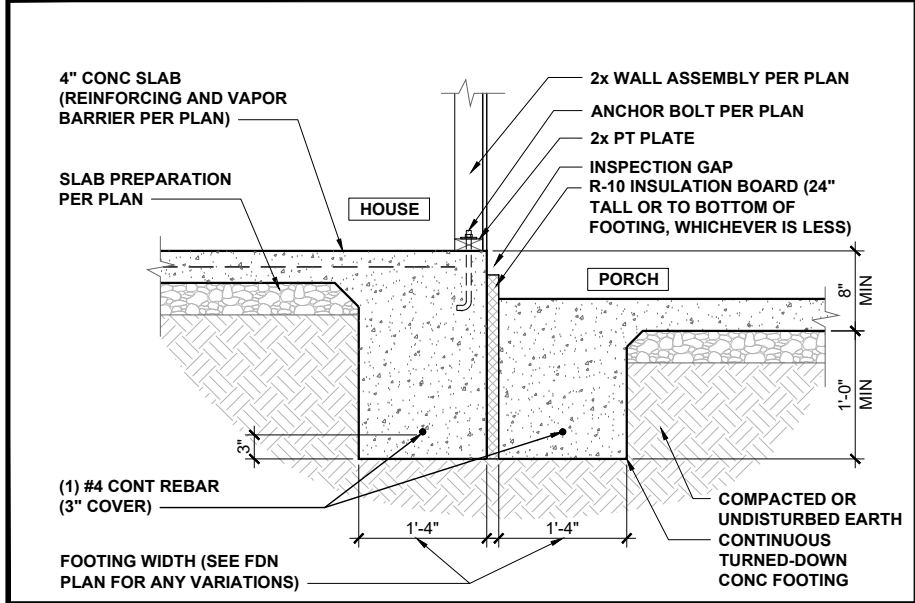 4" CONC SLAB
(REINFORCING AND VAPOR
BARRIER PER PLAN)
SLAB PREPARATION
PER PLAN
HOUSE
2x WALL ASSEMBLY PER PLAN
ANCHOR BOLT PER PLAN
2x PT PLATE
INSPECTION GAP
R-10 INSULATION BOARD (24"
TALL OR TO BOTTOM OF
FOOTING, WHICHEVER IS LESS)
PORCH
8"
MIN
1'-0"
MIN
3"
(1) #4 CONT REBAR
(3" COVER)
1'-4"
1'-4"
FOOTING WIDTH (SEE FDN
PLAN FOR ANY VARIATIONS)
COMPACTED OR
UNDISTURBED EARTH
CONTINUOUS
TURNED-DOWN
CONC FOOTING